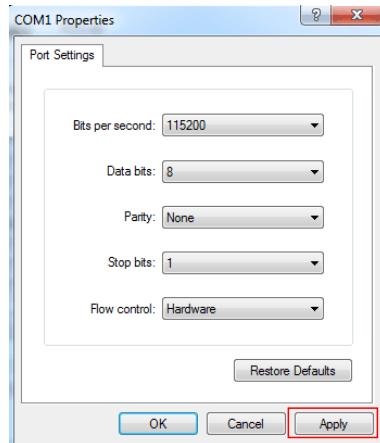 COM1 Properties
Port Settings
Bits per second: 115200
Data bits: 8
Parity: None
Stop bits: 1
Flow control: Hardware
Restore Defaults
OK Cancel Apply